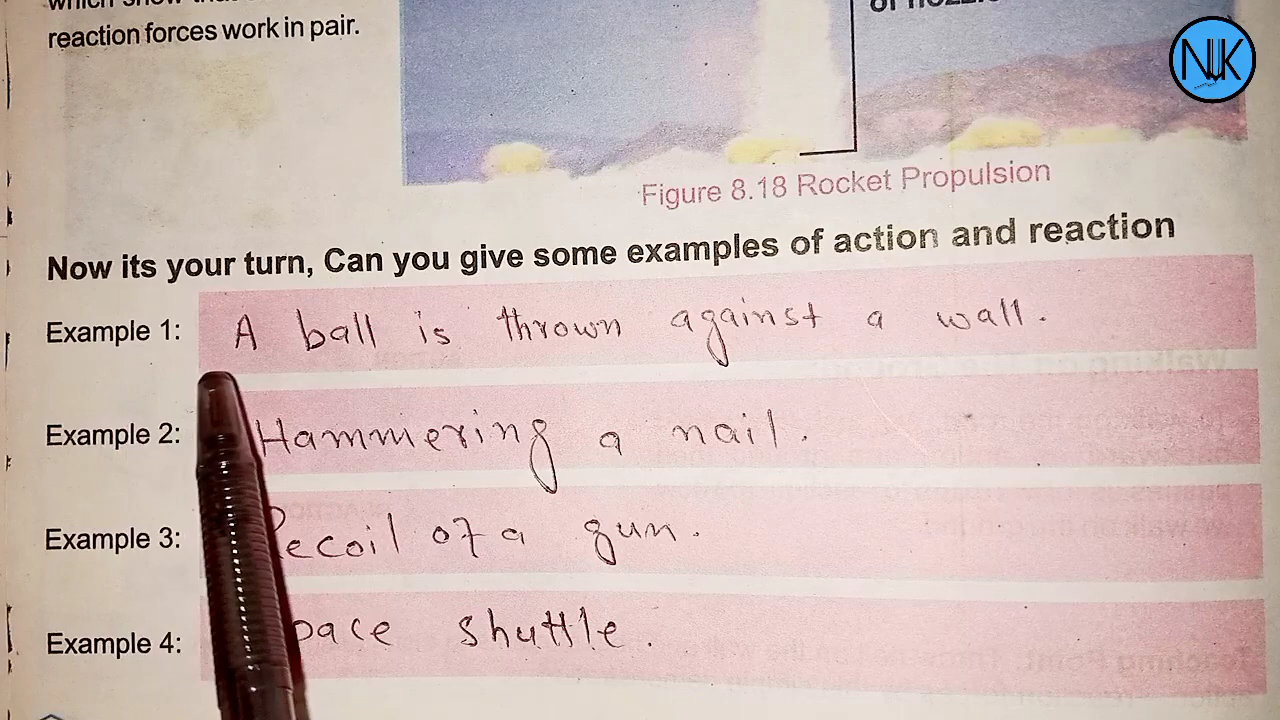 reaction forces work in pair.
NUK
Figure 8.18 Rocket Propulsion
Now its your turn, Can you give some examples of action and reaction
Example 1: A ball is thrown against a wall.
Example 2: Hammering a nail.
Example 3: Recoil of a gun.
Example 4: pace shuttle.